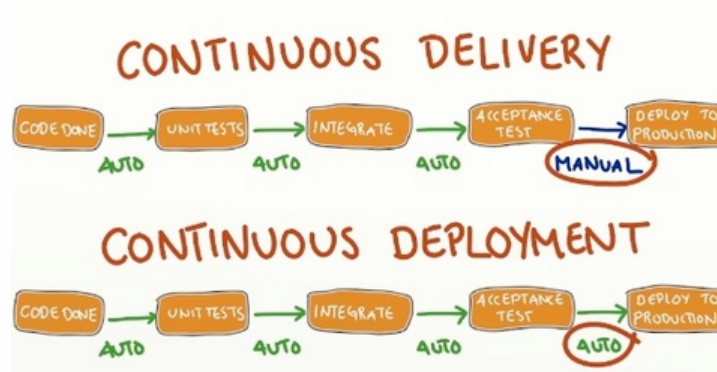 CONTINUOUS DELIVERY
CODE DONE
UNIT TESTS
INTEGRATE
ACCEPTANCE
TEST
DEPLOY TO
PRODUCTION
AUTO
AUTO
AUTO
MANUAL
CONTINUOUS DEPLOYMENT
CODE DONE
UNIT TESTS
INTEGRATE
ACCEPTANCE
TEST
DEPLOY TO
PRODUCTION
AUTO
AUTO
AUTO
AUTO